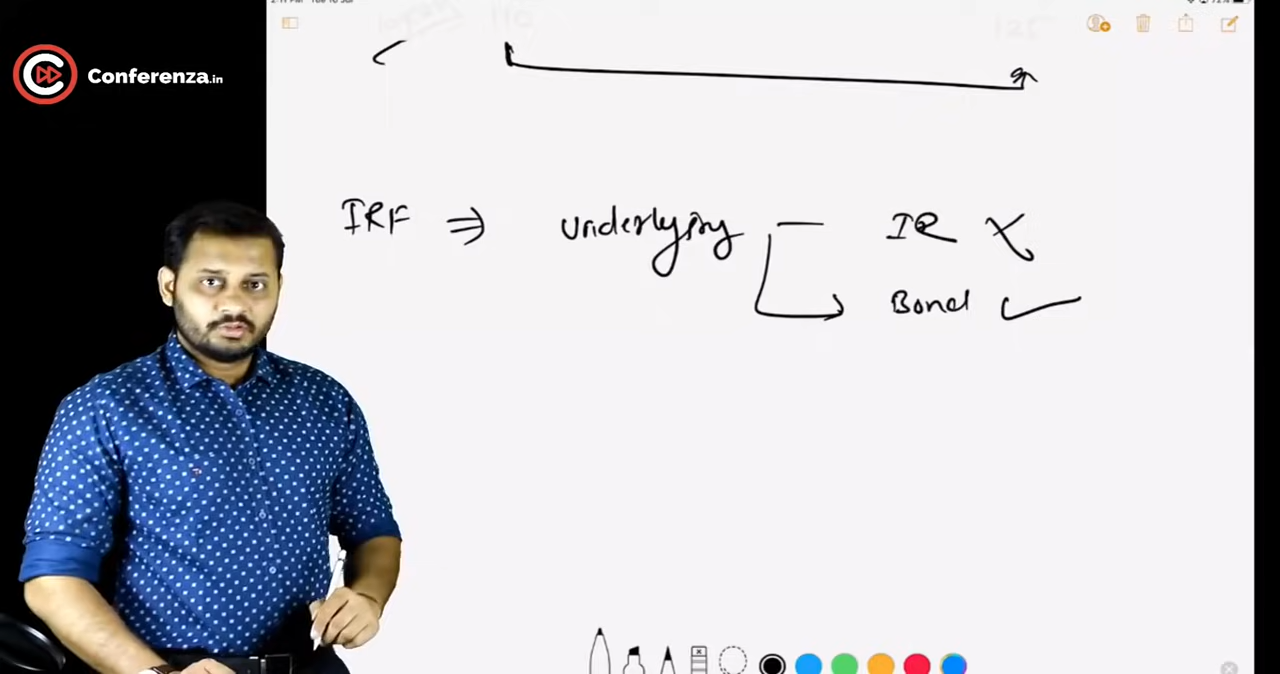 Conferenza.in
IRF ⇒ Underlying — IR X
Bond ✓